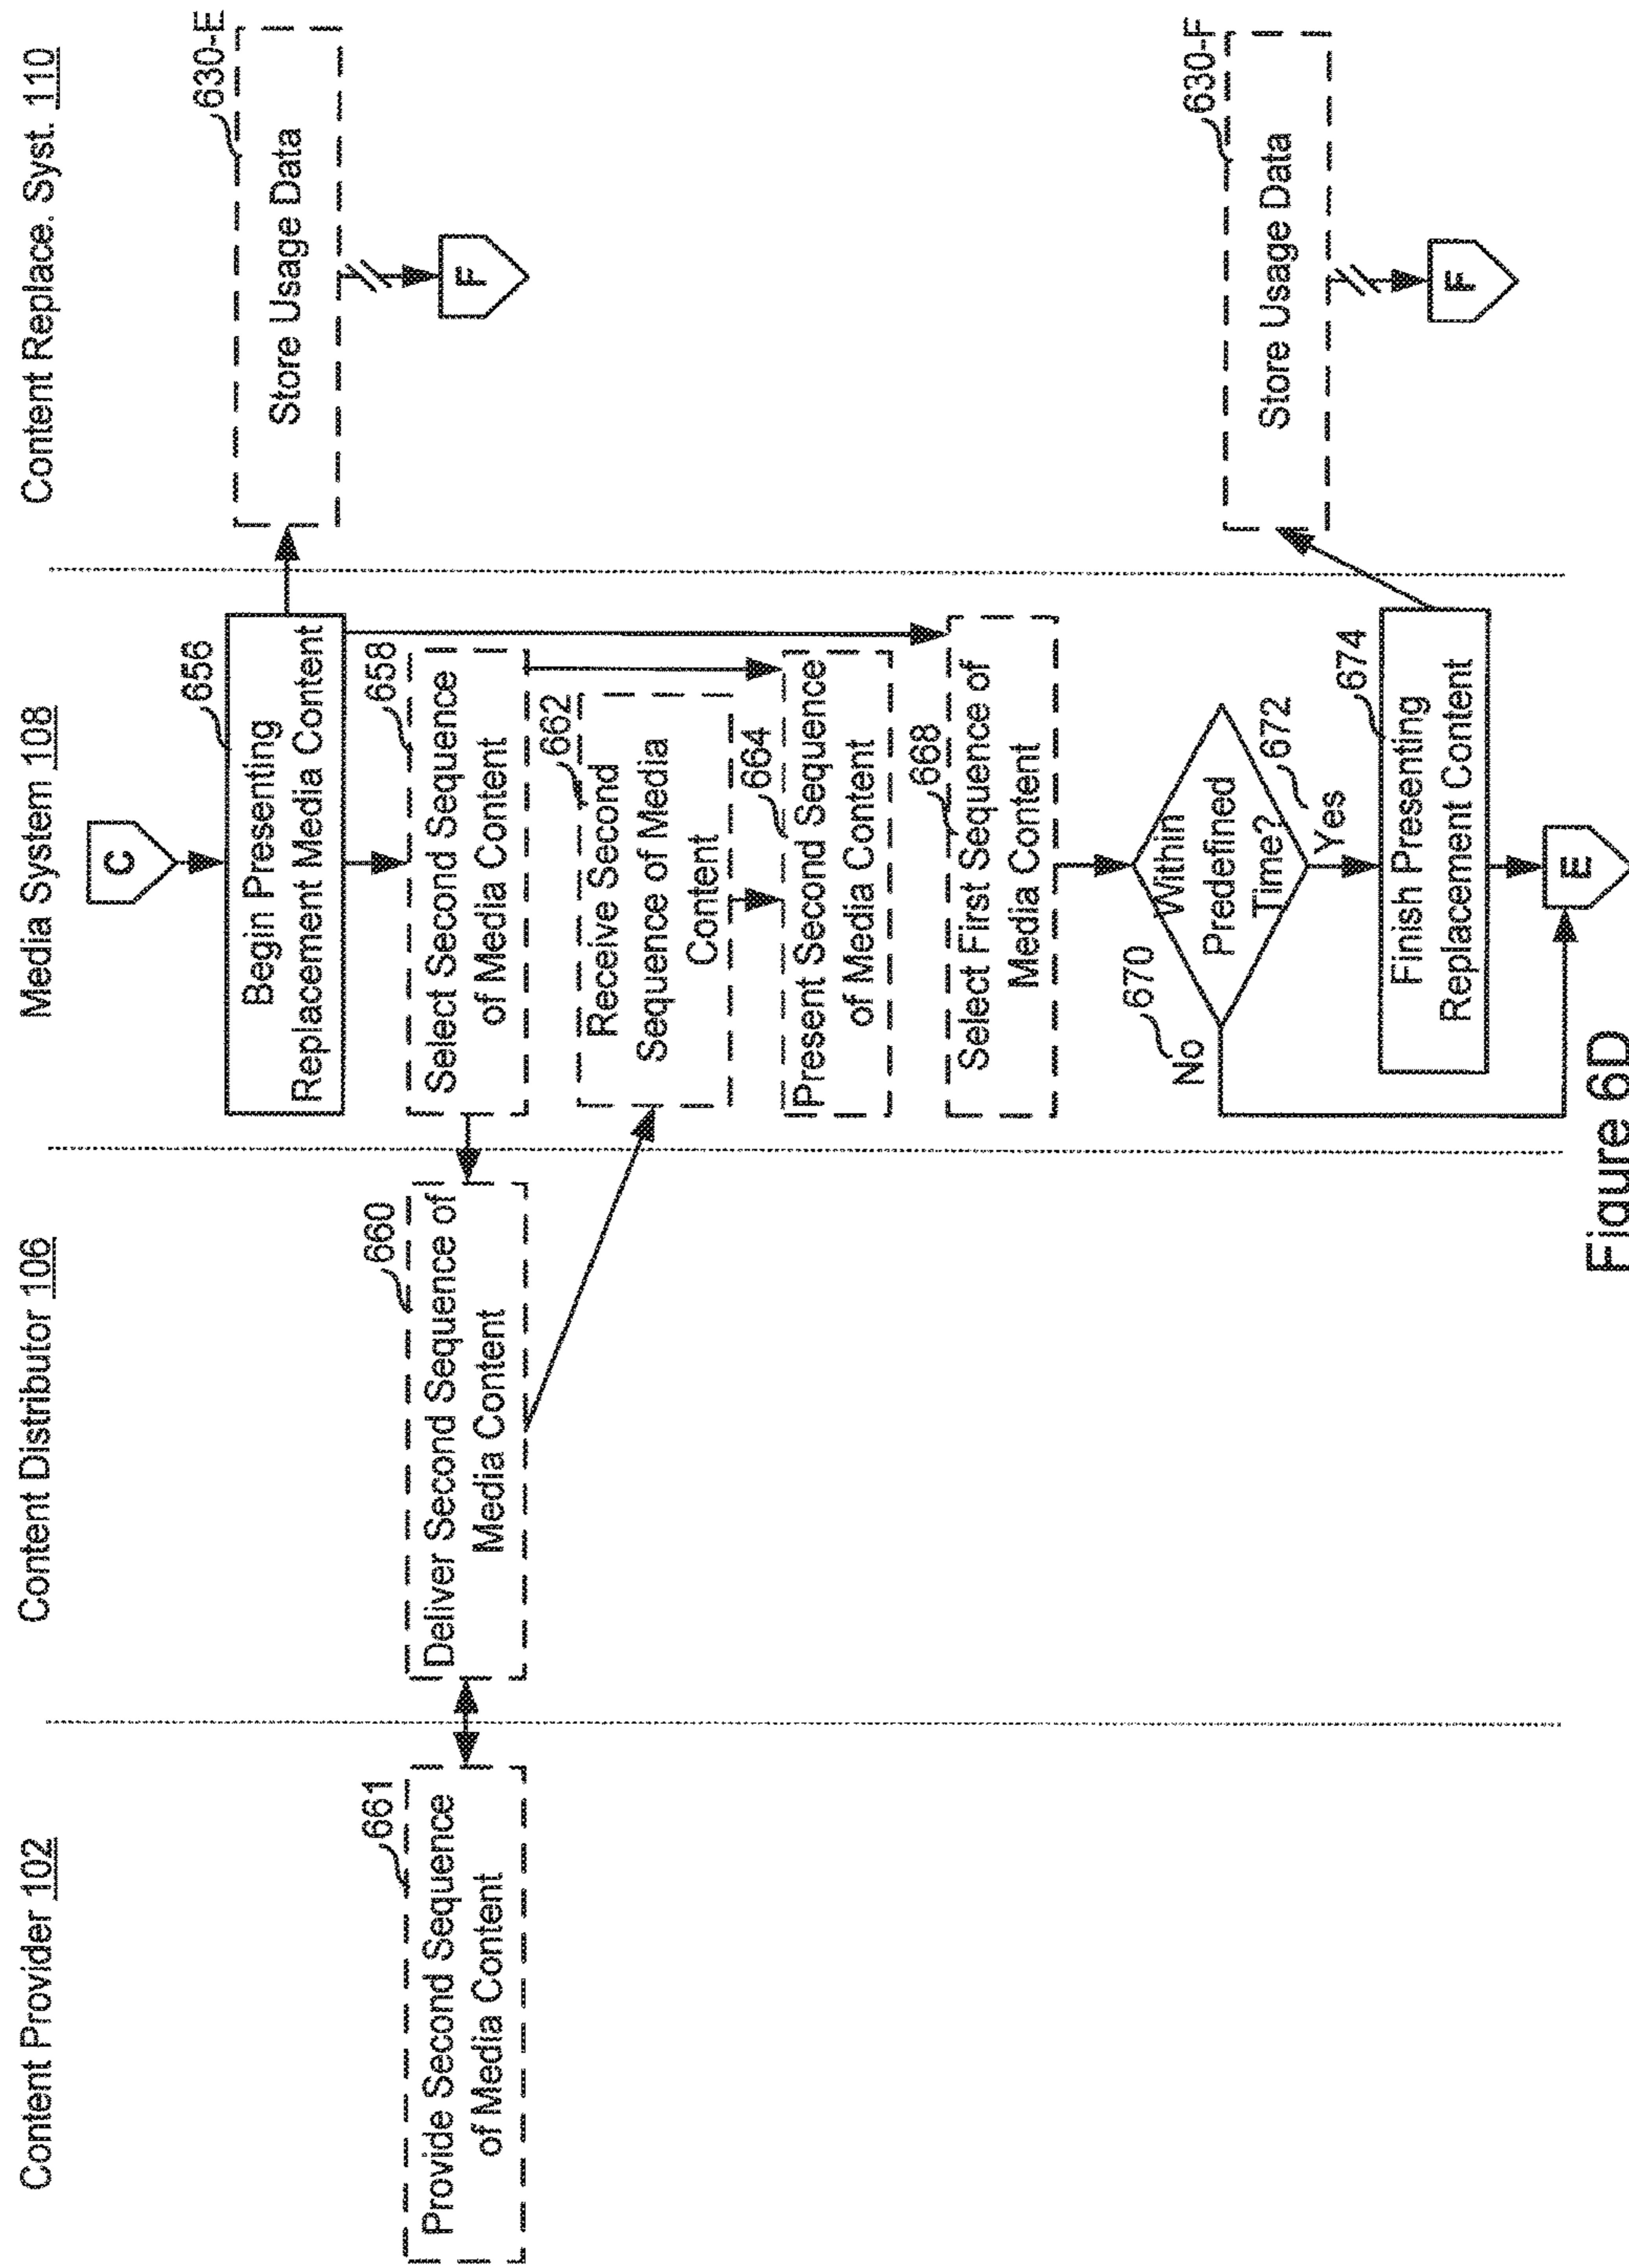 Content Provider 102
Content Distributor 106
Media System 108
Content Replace. Syst. 110
C
656
Begin Presenting
Replacement Media Content
630-E
Store Usage Data
F
661
Provide Second Sequence
of Media Content
660
Deliver Second Sequence of
Media Content
658
Select Second Sequence
of Media Content
662
Receive Second
Sequence of Media
Content
664
Present Second Sequence
of Media Content
668
Select First Sequence of
Media Content
670
No
Within
Predefined
Time?
672
Yes
674
Finish Presenting
Replacement Content
630-F
Store Usage Data
F
E
Figure 6D